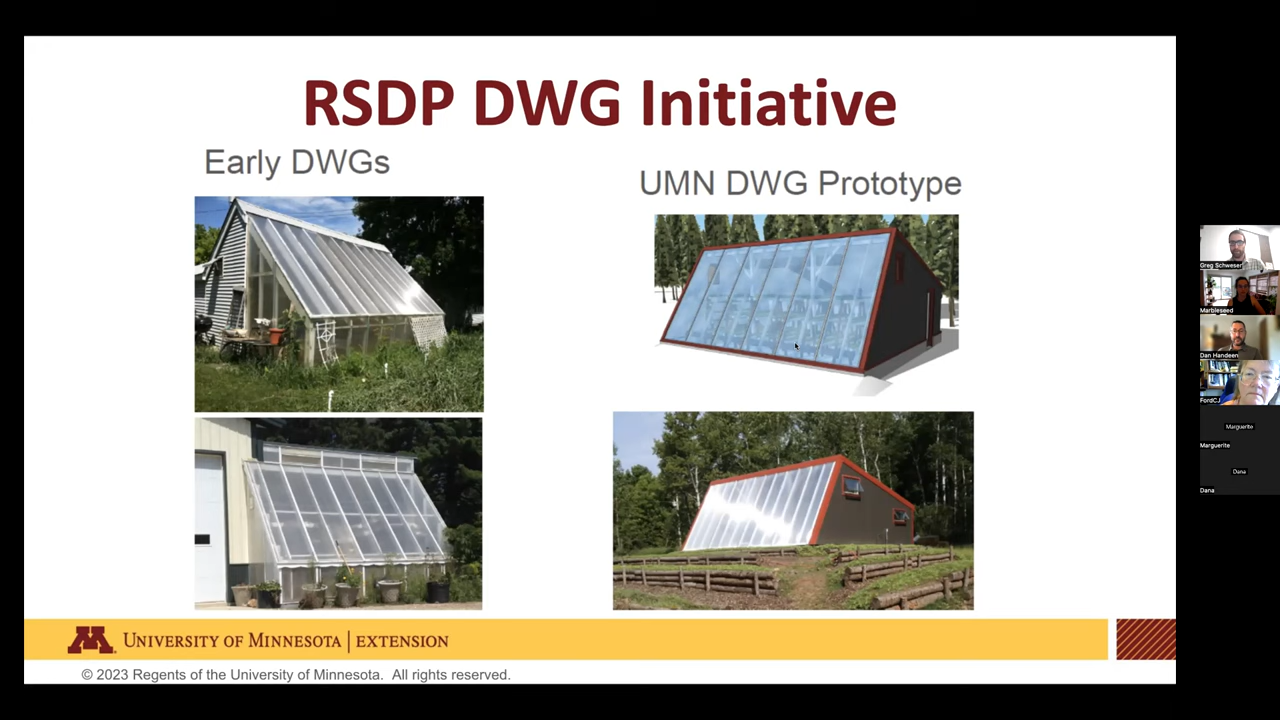 RSDP DWG Initiative
Early DWGs
UMN DWG Prototype
UNIVERSITY OF MINNESOTA | EXTENSION
© 2023 Regents of the University of Minnesota. All rights reserved.
Greg Schweser
Marbleseed
Dan Handeen
FordCJ
Marguerite
Marguerite
Dana
Dana